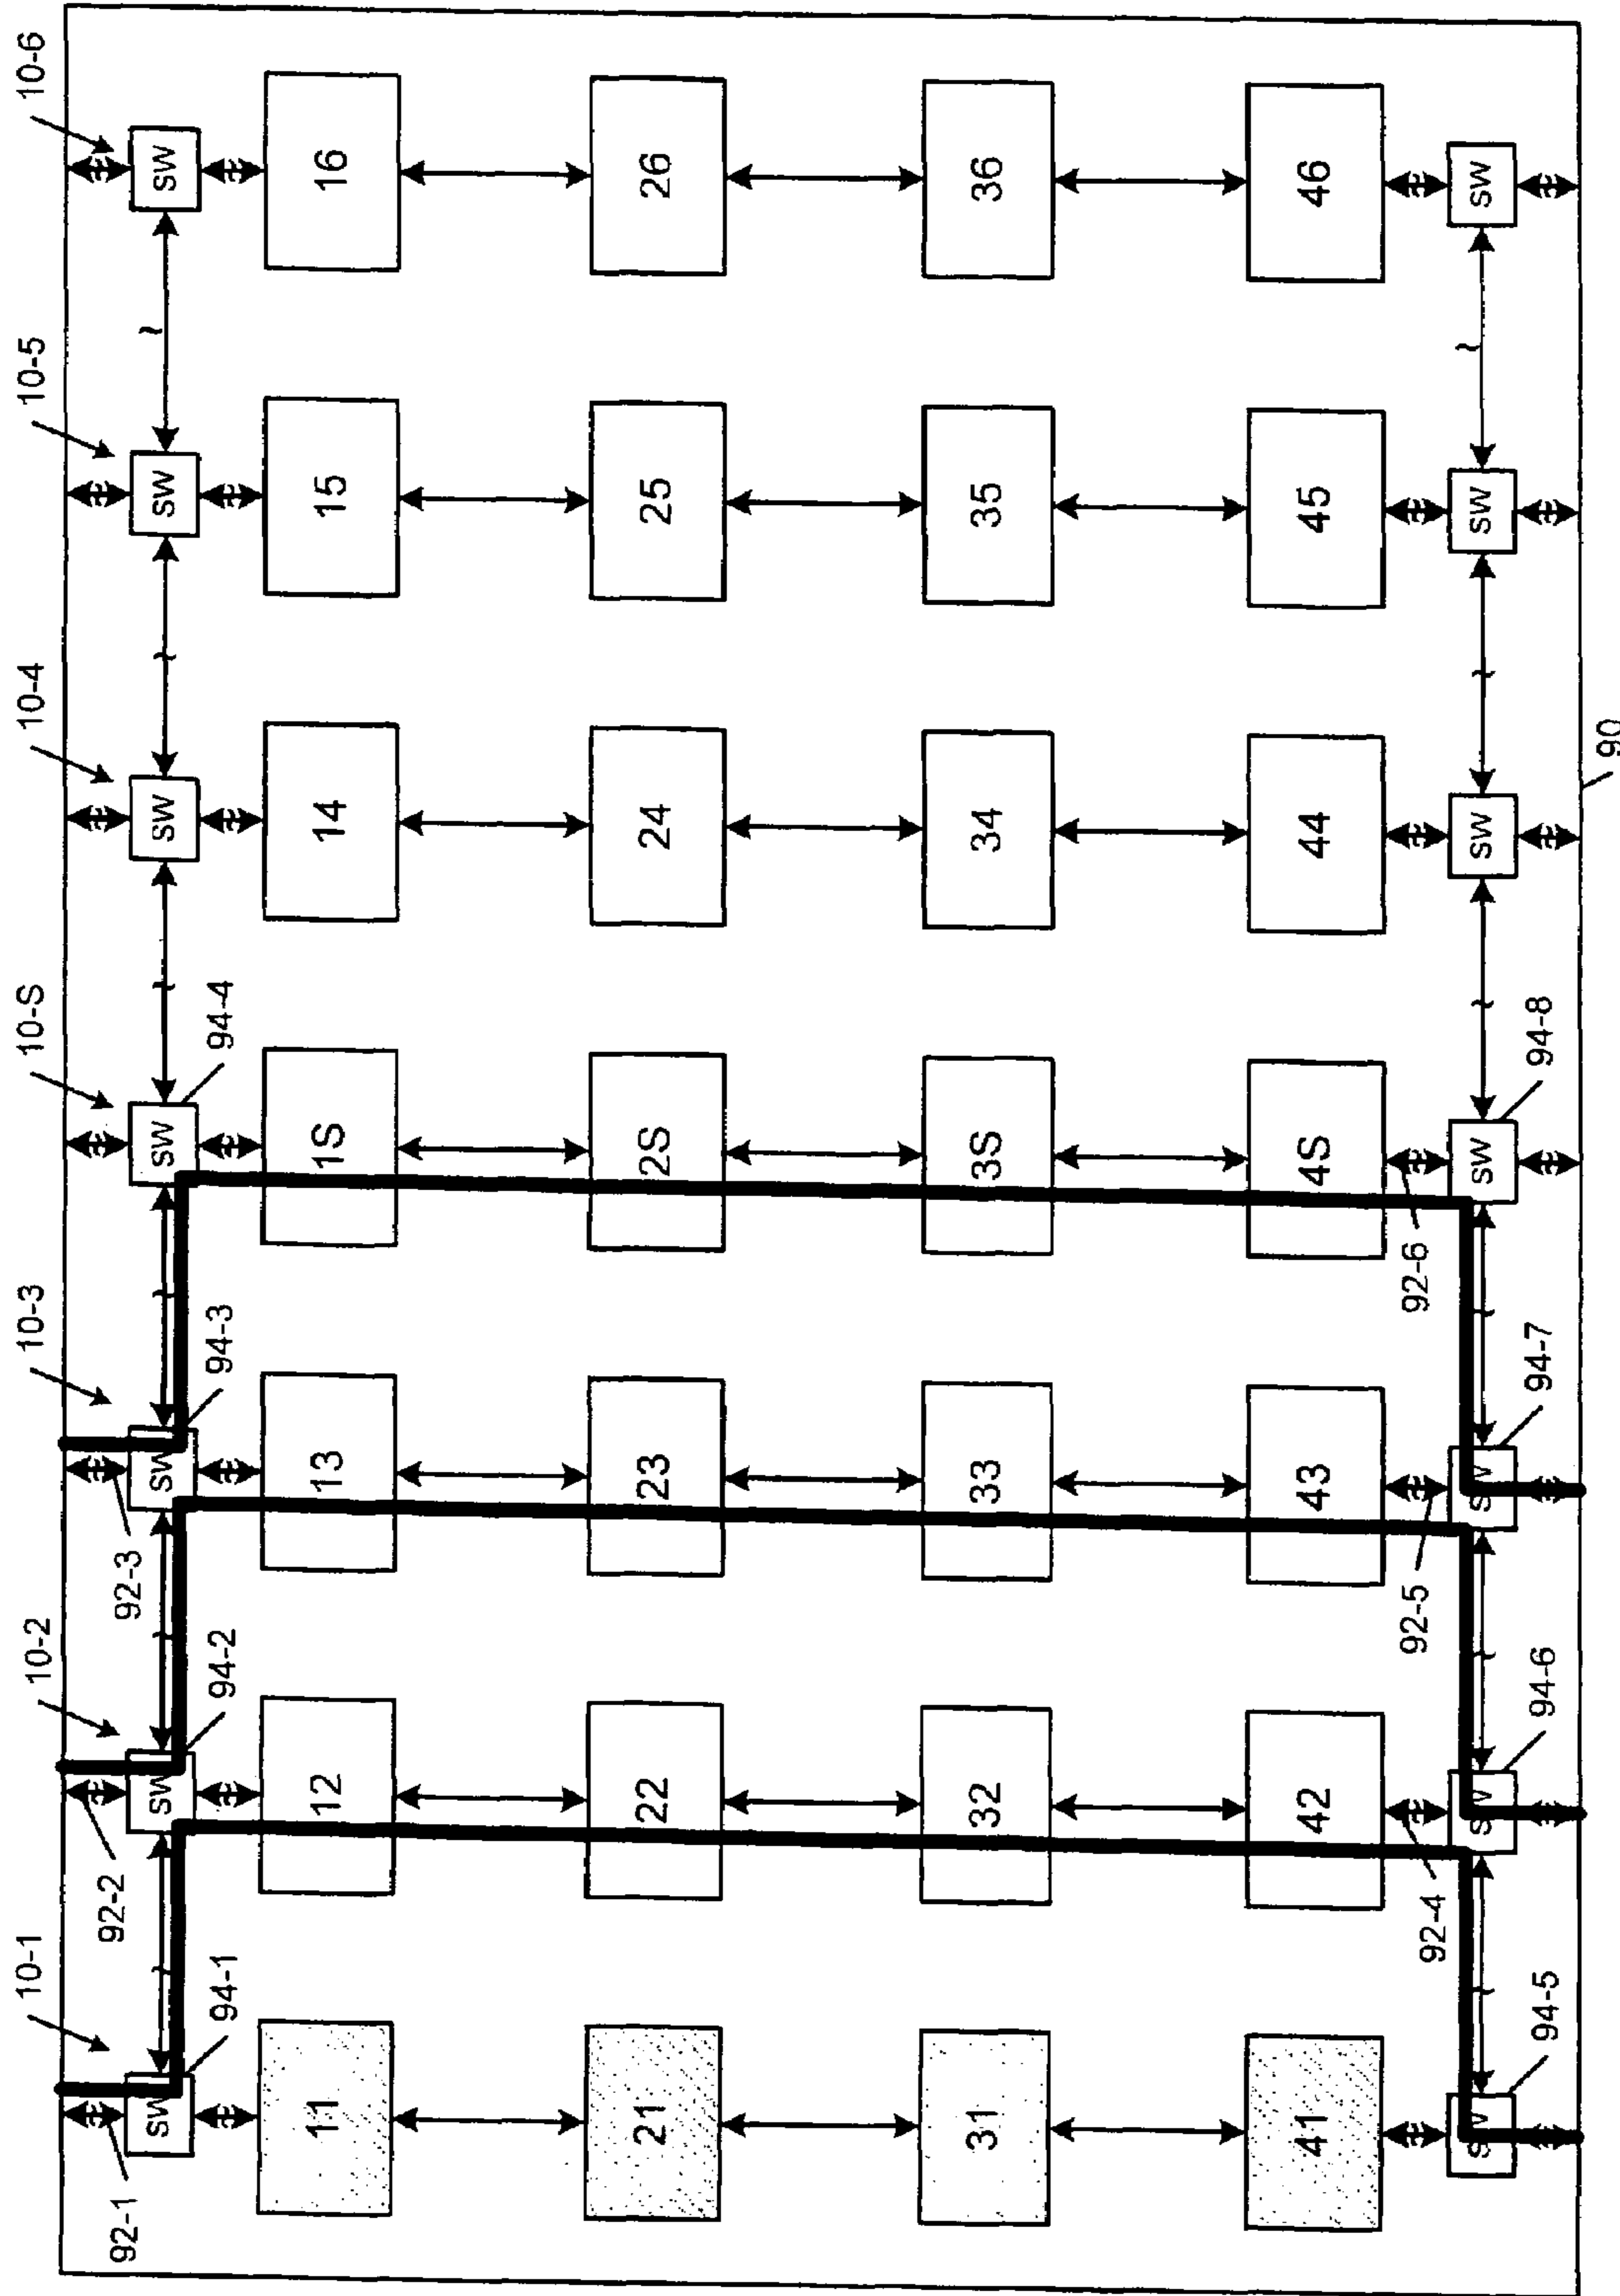 10-1 10-2 10-3 10-S 10-4 10-5 10-6
92-1 92-2 92-3
SW SW SW SW SW SW SW
94-1 94-2 94-3 94-4
11 12 13 1S 14 15 16
21 22 23 2S 24 25 26
31 32 33 3S 34 35 36
41 42 43 4S 44 45 46
92-4 92-5 92-6
SW SW SW SW SW SW SW
94-5 94-6 94-7 94-8
90